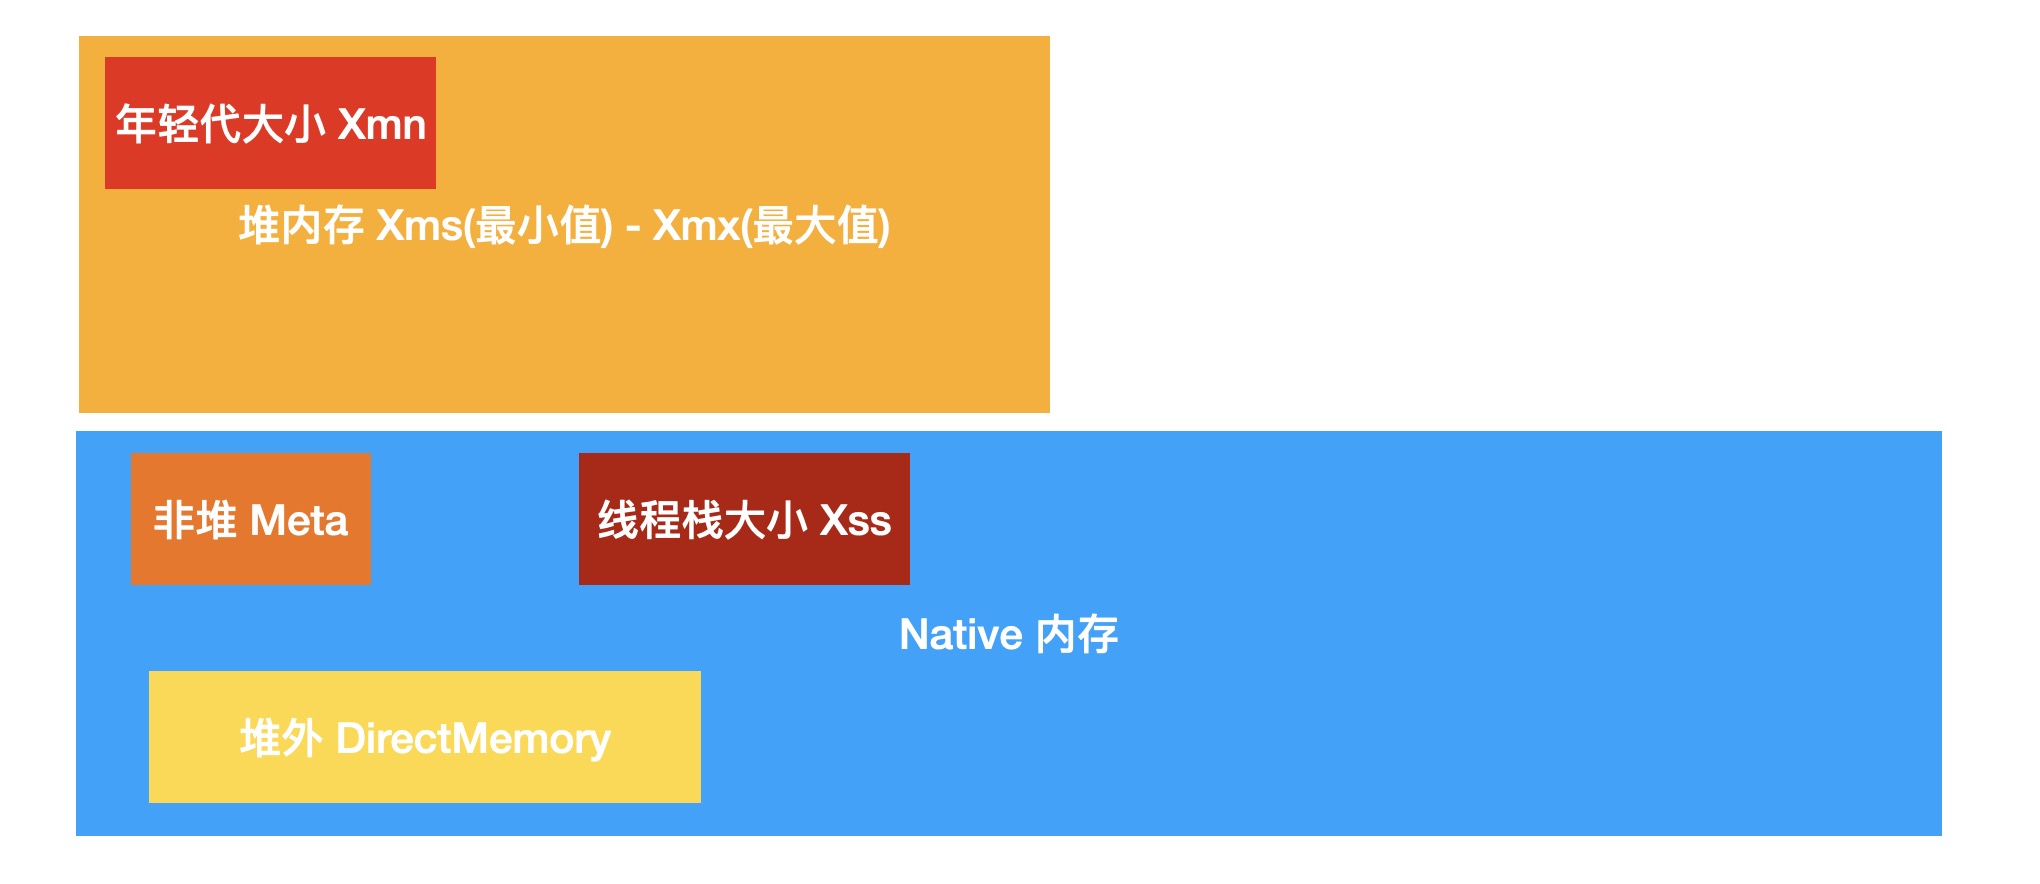 年轻代大小 Xmn
堆内存 Xms(最小值) - Xmx(最大值)
非堆 Meta
线程栈大小 Xss
Native 内存
堆外 DirectMemory